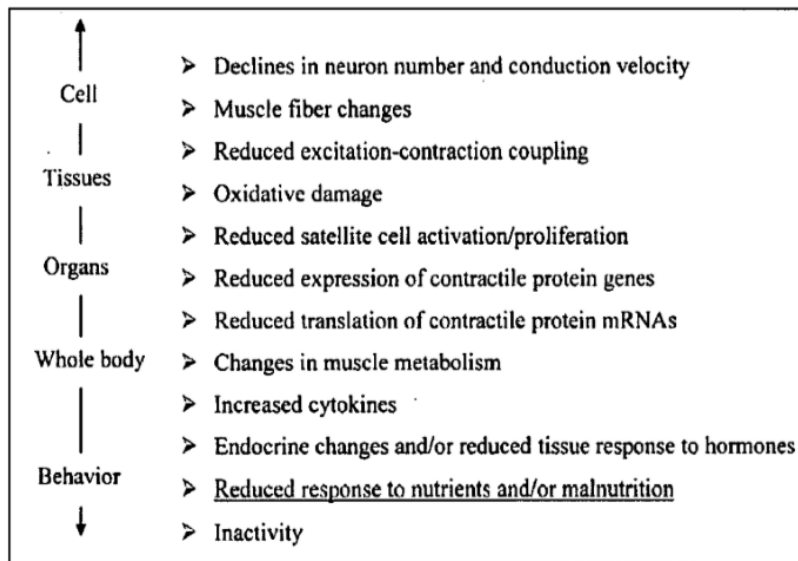 Declines in neuron number and conduction velocity
Cell
Muscle fiber changes
Reduced excitation-contraction coupling
Tissues
Oxidative damage
Reduced satellite cell activation/proliferation
Organs
Reduced expression of contractile protein genes
Reduced translation of contractile protein mRNAs
Whole body
Changes in muscle metabolism
Increased cytokines
Endocrine changes and/or reduced tissue response to hormones
Behavior
Reduced response to nutrients and/or malnutrition
Inactivity